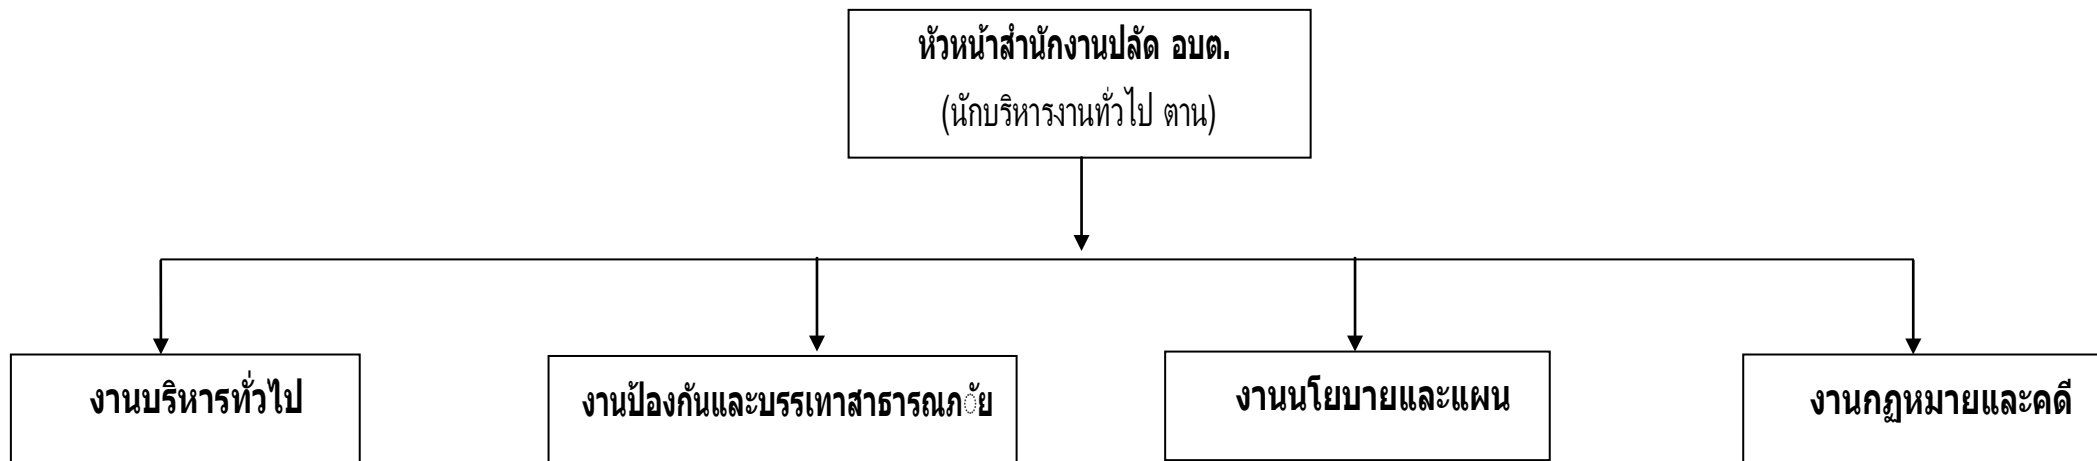 หัวหน้าสำนักงานปลัด อบต.
(นักบริหารงานทั่วไป ตาน)
งานบริหารทั่วไป
งานป้องกันและบรรเทาสาธารณภ◌ัย
งานนโยบายและแผน
งานกฎหมายและคดี